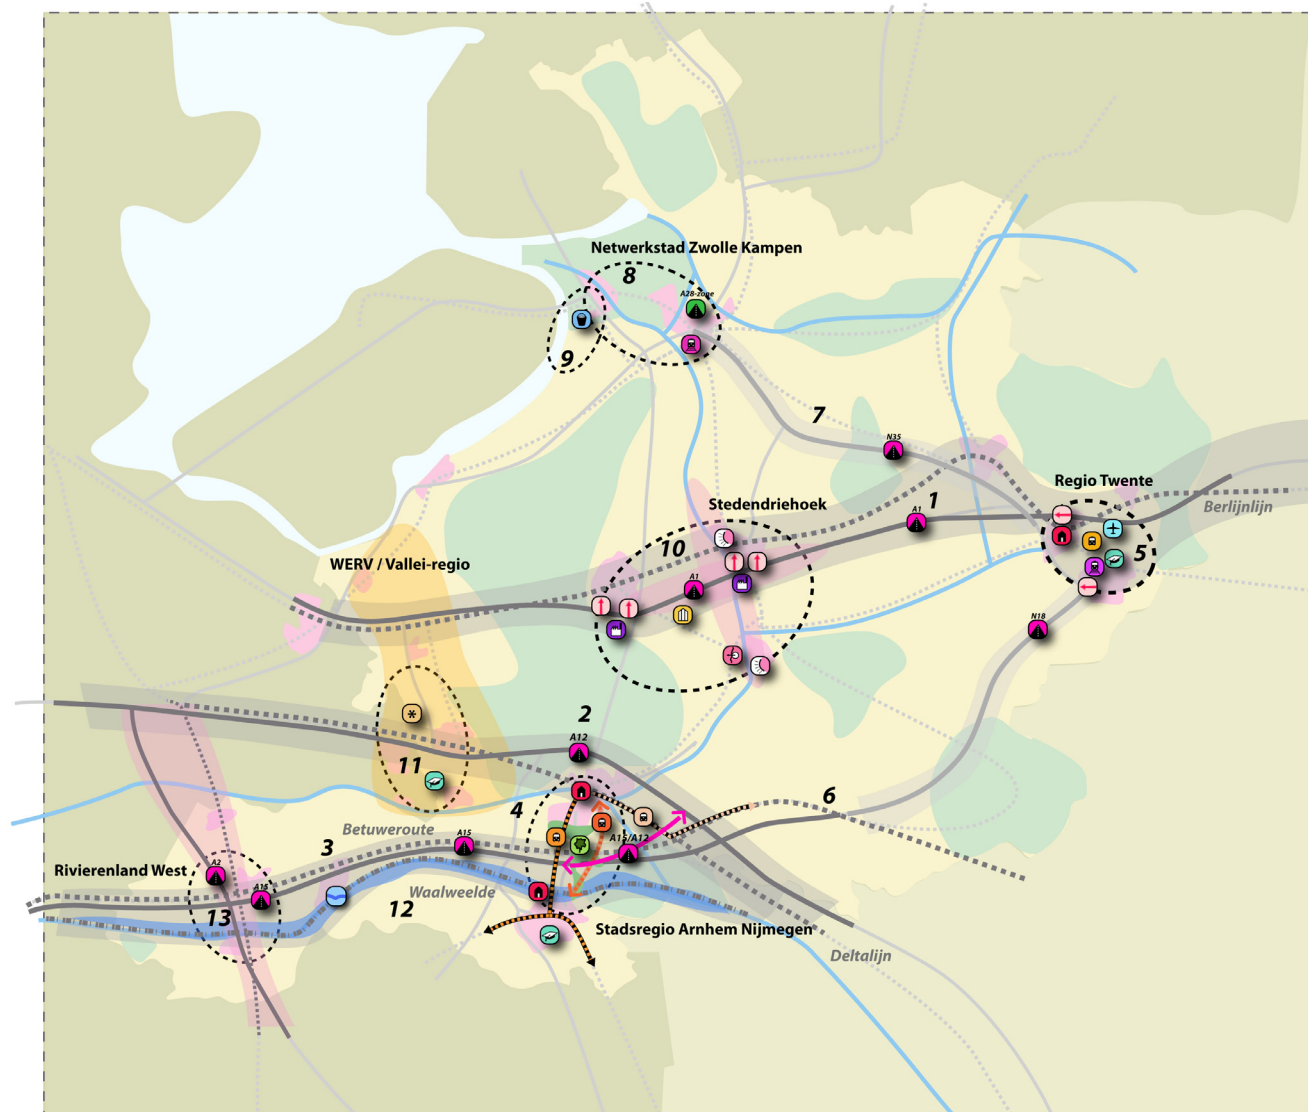 Netwerkstad Zwolle Kampen
8
A28-zone
9
7
N35
Regio Twente
1
Stedendriehoek
A1
Berlijnlijn
10
5
WERV / Vallei-regio
A1
N18
2
A12
11
6
4
Betuweroute
A15
A15/A12
3
Rivierenland West
A2
A15
Waalweelde
12
13
Stadsregio Arnhem Nijmegen
Deltalijn